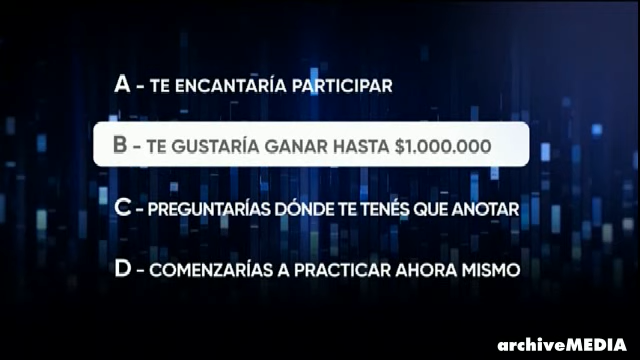 A - TE ENCANTARÍA PARTICIPAR
B - TE GUSTARÍA GANAR HASTA $1.000.000
C - PREGUNTARÍAS DÓNDE TE TENÉS QUE ANOTAR
D - COMENZARÍAS A PRACTICAR AHORA MISMO
archiveMEDIA